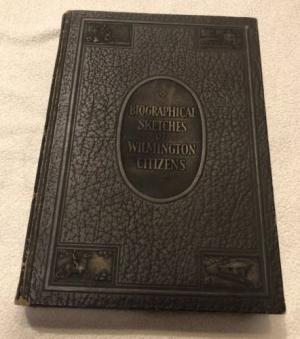 BIOGRAPHICAL
SKETCHES
OF
WILMINGTON
CITIZENS